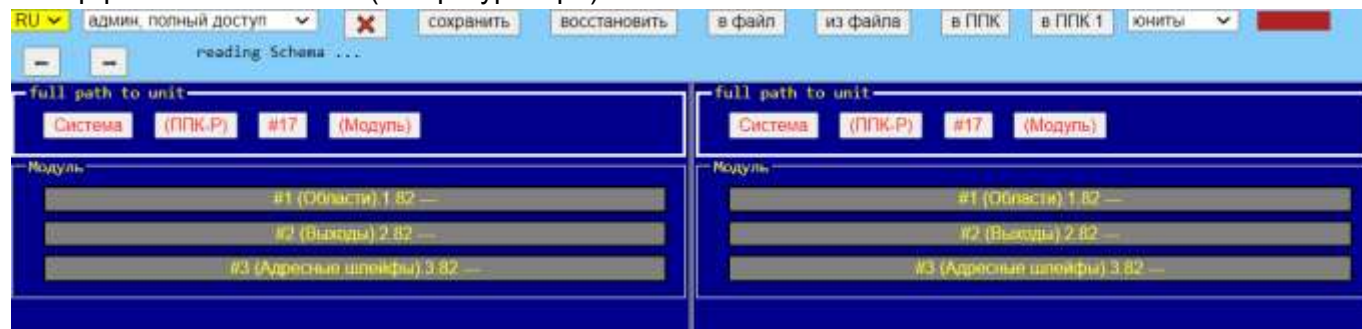 RU админ, полный доступ ✖ сохранить восстановить в файл из файла в ППК в ППК 1 юниты
– – reading Schema ...
full path to unit
Система (ППК-Р) #17 (Модуль)
Модуль
#1 (Области) 1.82 ---
#2 (Выходы) 2.82 ---
#3 (Адресные шлейфы) 3.82 ---
full path to unit
Система (ППК-Р) #17 (Модуль)
Модуль
#1 (Области) 1.82 ---
#2 (Выходы) 2.82 ---
#3 (Адресные шлейфы) 3.82 ---